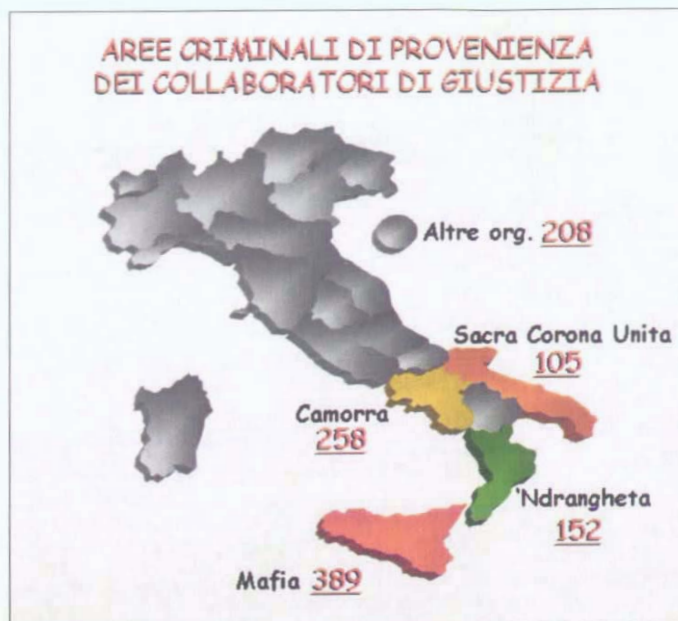 AREE CRIMINALI DI PROVENIENZA
DEI COLLABORATORI DI GIUSTIZIA
Altre org. 208
Sacra Corona Unita
105
Camorra
258
'Ndrangheta
152
Mafia 389